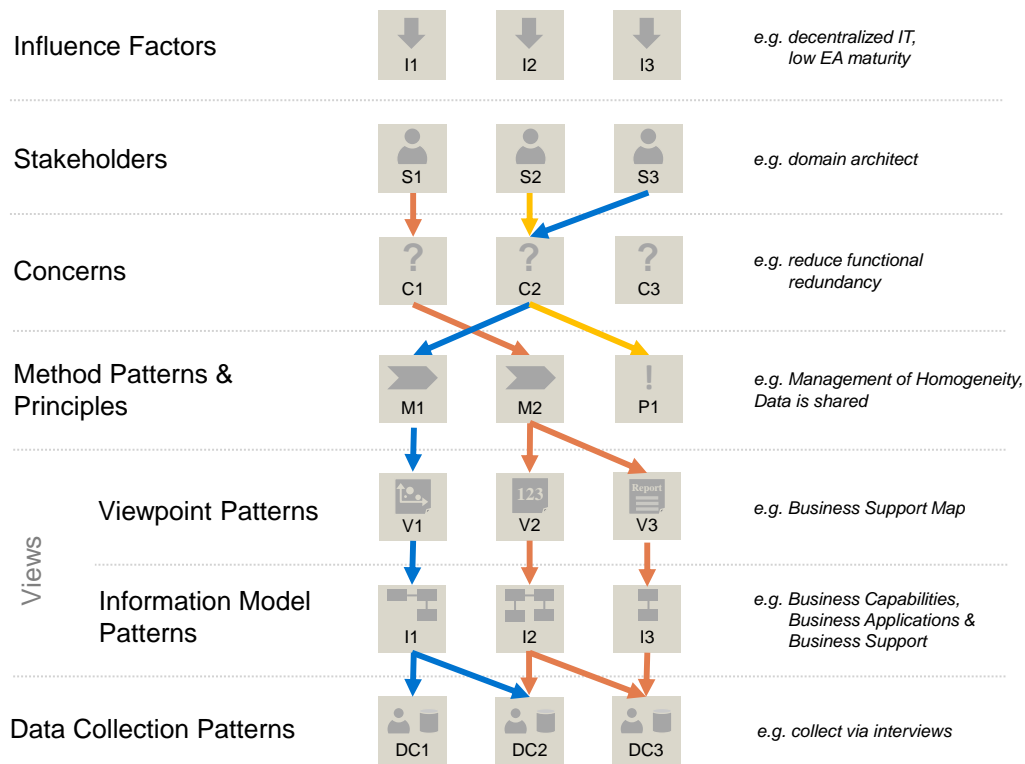 Influence Factors
I1
I2
I3
e.g. decentralized IT,
low EA maturity
Stakeholders
S1
S2
S3
e.g. domain architect
Concerns
?
?
?
C1
C2
C3
e.g. reduce functional
redundancy
Method Patterns &
Principles
!
M1
M2
P1
e.g. Management of Homogeneity,
Data is shared
Views
Viewpoint Patterns
123
Report
V1
V2
V3
e.g. Business Support Map
Information Model
Patterns
I1
I2
I3
e.g. Business Capabilities,
Business Applications &
Business Support
Data Collection Patterns
DC1
DC2
DC3
e.g. collect via interviews